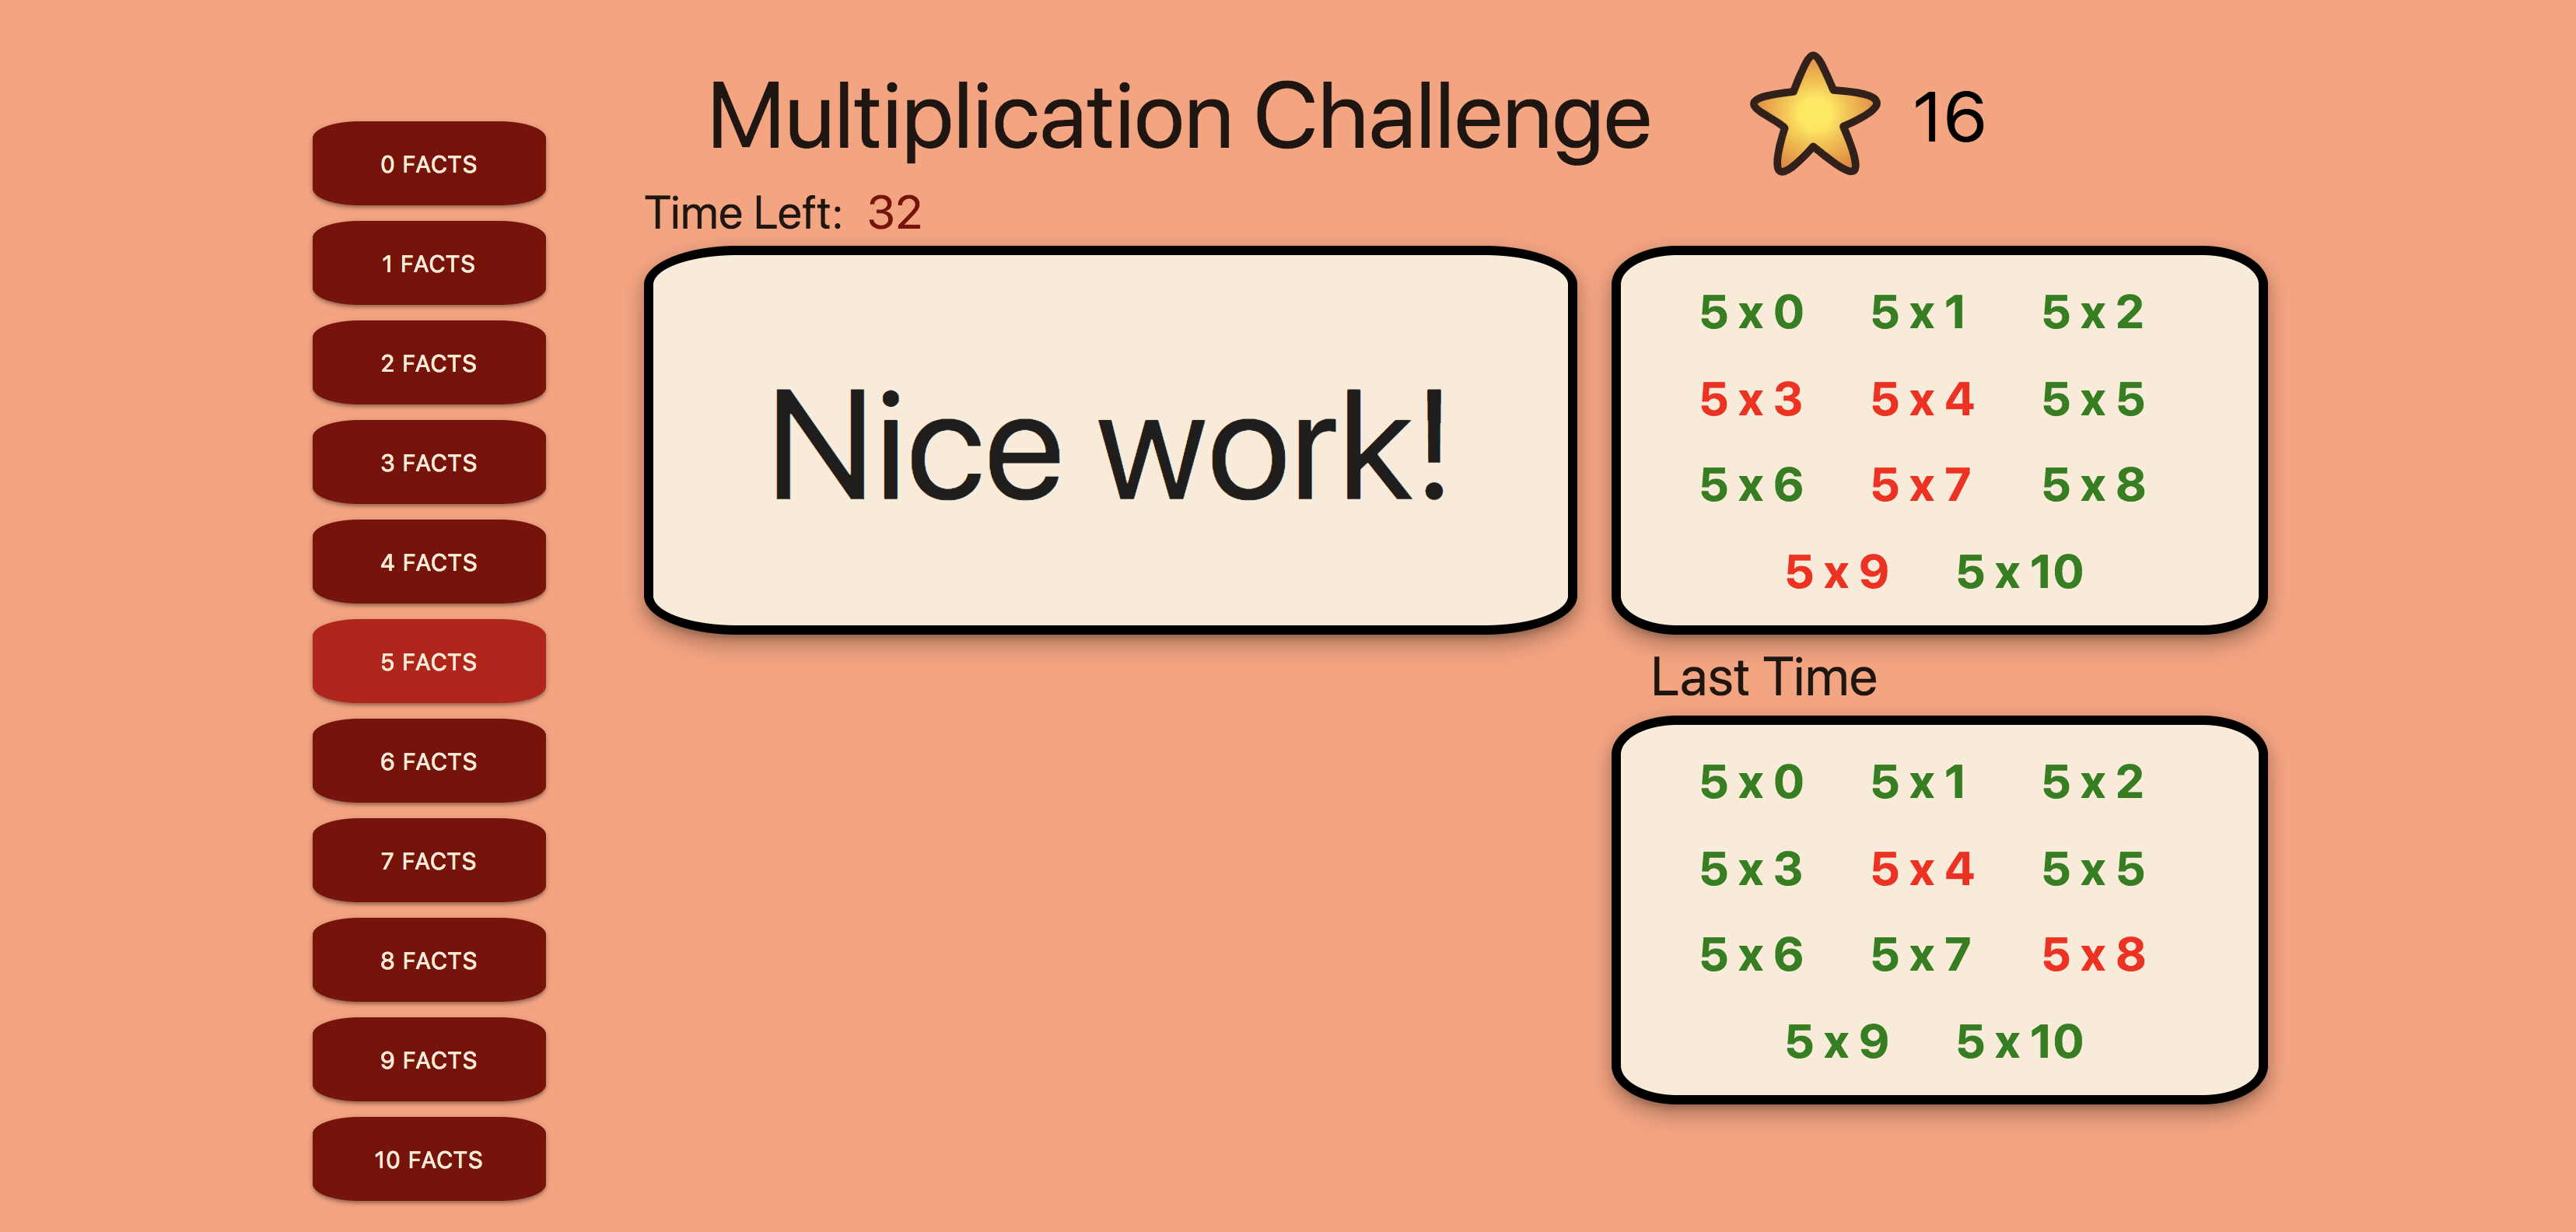 Multiplication Challenge 16
Time Left: 32
0 FACTS
1 FACTS
2 FACTS
3 FACTS
4 FACTS
5 FACTS
6 FACTS
7 FACTS
8 FACTS
9 FACTS
10 FACTS
Nice work!
5 x 0 5 x 1 5 x 2
5 x 3 5 x 4 5 x 5
5 x 6 5 x 7 5 x 8
5 x 9 5 x 10
Last Time
5 x 0 5 x 1 5 x 2
5 x 3 5 x 4 5 x 5
5 x 6 5 x 7 5 x 8
5 x 9 5 x 10